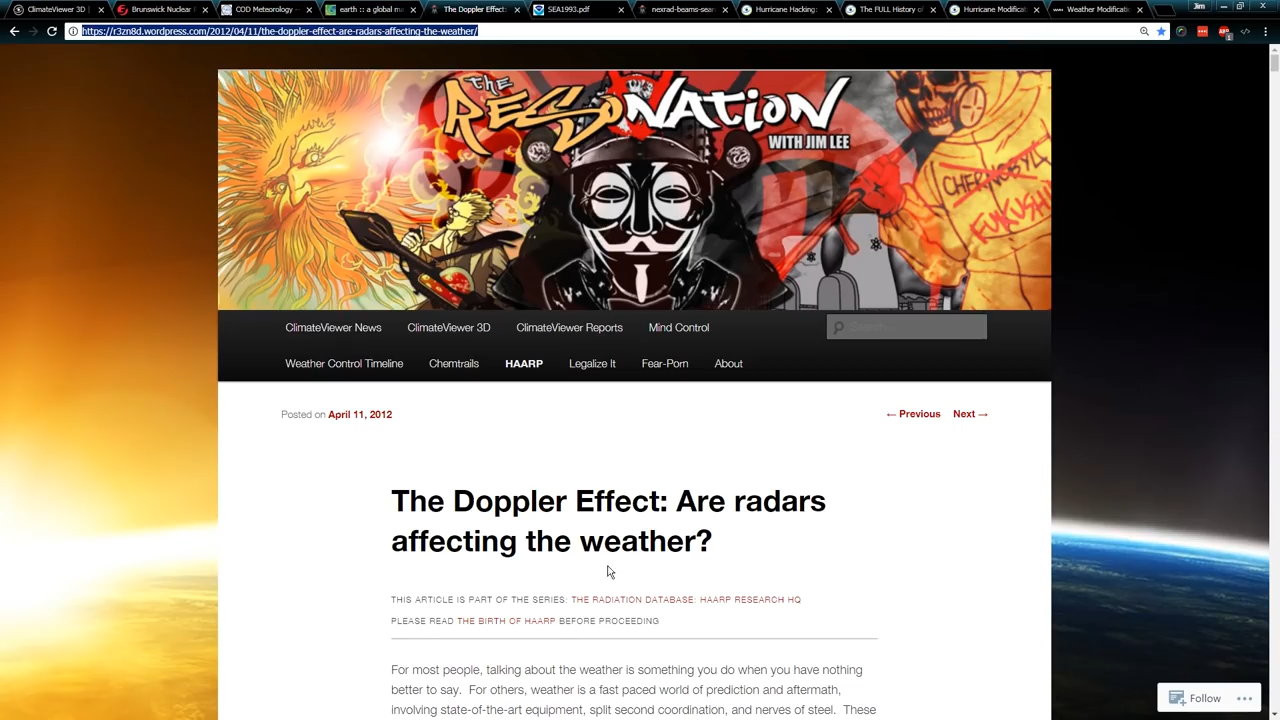 ClimateViewer 3D |
Brunswick Nuclear
COD Meteorology
earth :: a global ma
The Doppler Effect:
SEA1993.pdf
nexrad-beams-sean
Hurricane Hacking:
The FULL History of
Hurricane Modificat
Weather Modificati
Jim
https://r3zn8d.wordpress.com/2012/04/11/the-doppler-effect-are-radars-affecting-the-weather/
THE
RESONATION
WITH JIM LEE
CHERNOBYL
FUKUSHI
ClimateViewer News
ClimateViewer 3D
ClimateViewer Reports
Mind Control
Search...
Weather Control Timeline
Chemtrails
HAARP
Legalize It
Fear-Porn
About
Posted on April 11, 2012
← Previous Next →
The Doppler Effect: Are radars
affecting the weather?
THIS ARTICLE IS PART OF THE SERIES: THE RADIATION DATABASE: HAARP RESEARCH HQ
PLEASE READ THE BIRTH OF HAARP BEFORE PROCEEDING
For most people, talking about the weather is something you do when you have nothing
better to say. For others, weather is a fast paced world of prediction and aftermath,
involving state of the art equipment, split second coordination, and nerves of steel. These
Follow